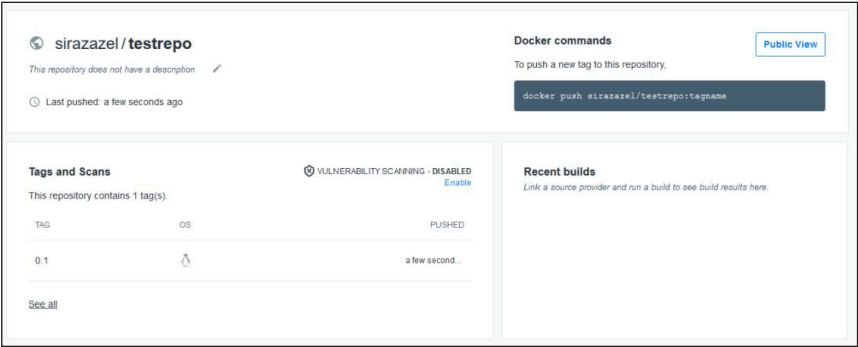 sirazazel / testrepo
This repository does not have a description
Last pushed: a few seconds ago
Docker commands
Public View
To push a new tag to this repository,
docker push sirazazel/testrepo:tagname
Tags and Scans
VULNERABILITY SCANNING - DISABLED
Enable
This repository contains 1 tag(s).
TAG OS PUSHED
0.1 a few second...
See all
Recent builds
Link a source provider and run a build to see build results here.